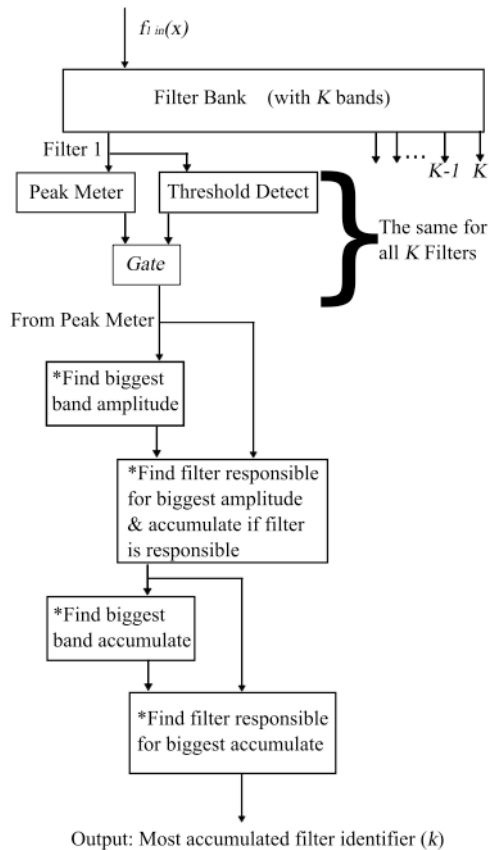 f1 in(x)
Filter Bank (with K bands)
Filter 1
K-1 K
Peak Meter
Threshold Detect
The same for
all K Filters
Gate
From Peak Meter
*Find biggest
band amplitude
*Find filter responsible
for biggest amplitude
& accumulate if filter
is responsible
*Find biggest
band accumulate
*Find filter responsible
for biggest accumulate
Output: Most accumulated filter identifier (k)